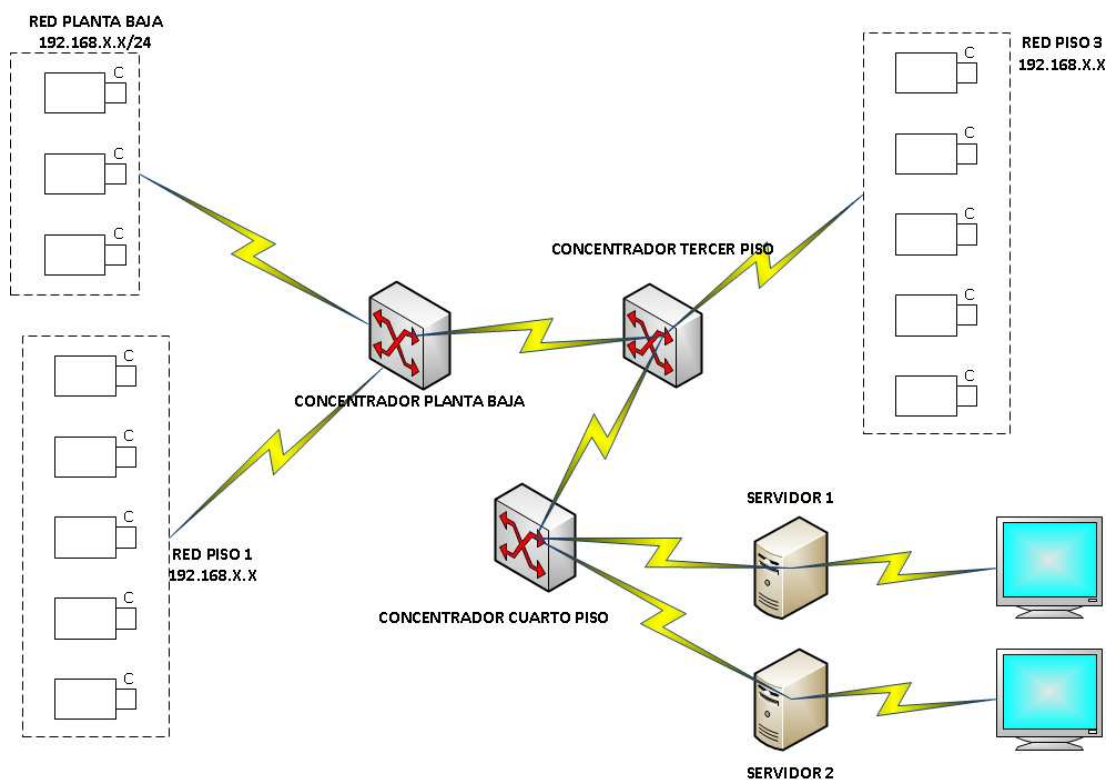 RED PLANTA BAJA
192.168.X.X/24
C
C
C
RED PISO 3
192.168.X.X
C
C
C
C
C
CONCENTRADOR TERCER PISO
CONCENTRADOR PLANTA BAJA
C
C
C
C
C
RED PISO 1
192.168.X.X
SERVIDOR 1
CONCENTRADOR CUARTO PISO
SERVIDOR 2